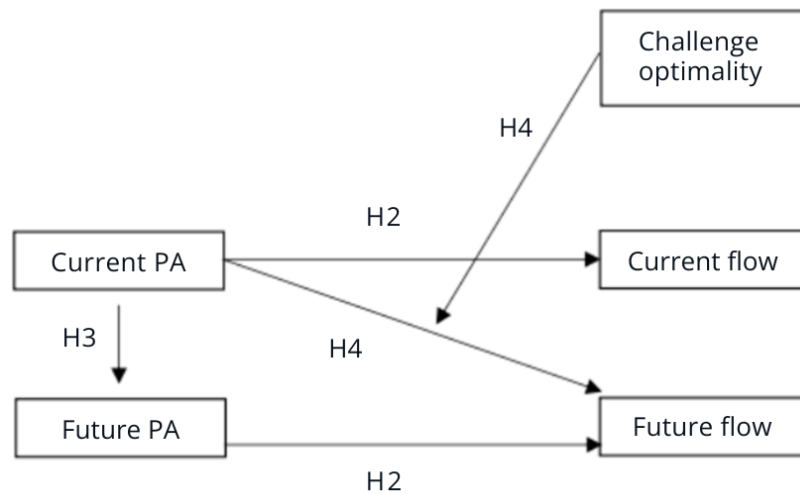 Challenge
optimality
H4
H2
Current PA
Current flow
H3
H4
Future PA
Future flow
H2